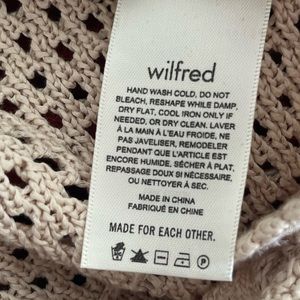 wilfred
HAND WASH COLD, DO NOT
BLEACH, RESHAPE WHILE DAMP,
DRY FLAT, COOL IRON ONLY IF
NEEDED, OR DRY CLEAN. LAVER
À LA MAIN À L'EAU FROIDE, NE
PAS JAVELISER, REMODELER
PENDANT QUE L'ARTICLE EST
ENCORE HUMIDE, SÉCHER À PLAT,
REPASSAGE DOUX SI NÉCESSAIRE,
OU NETTOYER À SEC.
MADE IN CHINA
FABRIQUÉ EN CHINE
MADE FOR EACH OTHER.
P